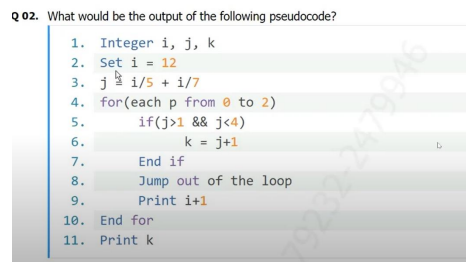 Q 02. What would be the output of the following pseudocode?
1. Integer i, j, k
2. Set i = 12
3. j = i/5 + i/7
4. for(each p from 0 to 2)
5. if(j>1 && j<4)
6. k = j+1
7. End if
8. Jump out of the loop
9. Print i+1
10. End for
11. Print k
79232-2479946